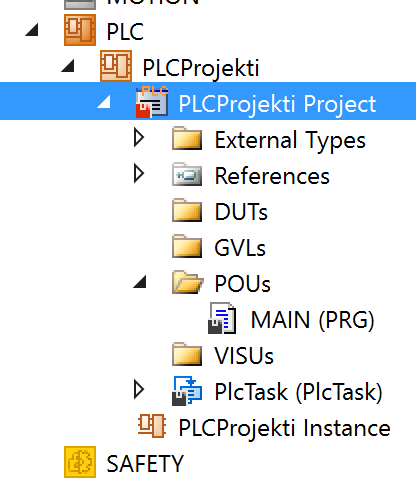 MOTION
PLC
PLCProjekti
PLCProjekti Project
External Types
References
DUTs
GVLs
POUs
MAIN (PRG)
VISUs
PlcTask (PlcTask)
PLCProjekti Instance
SAFETY